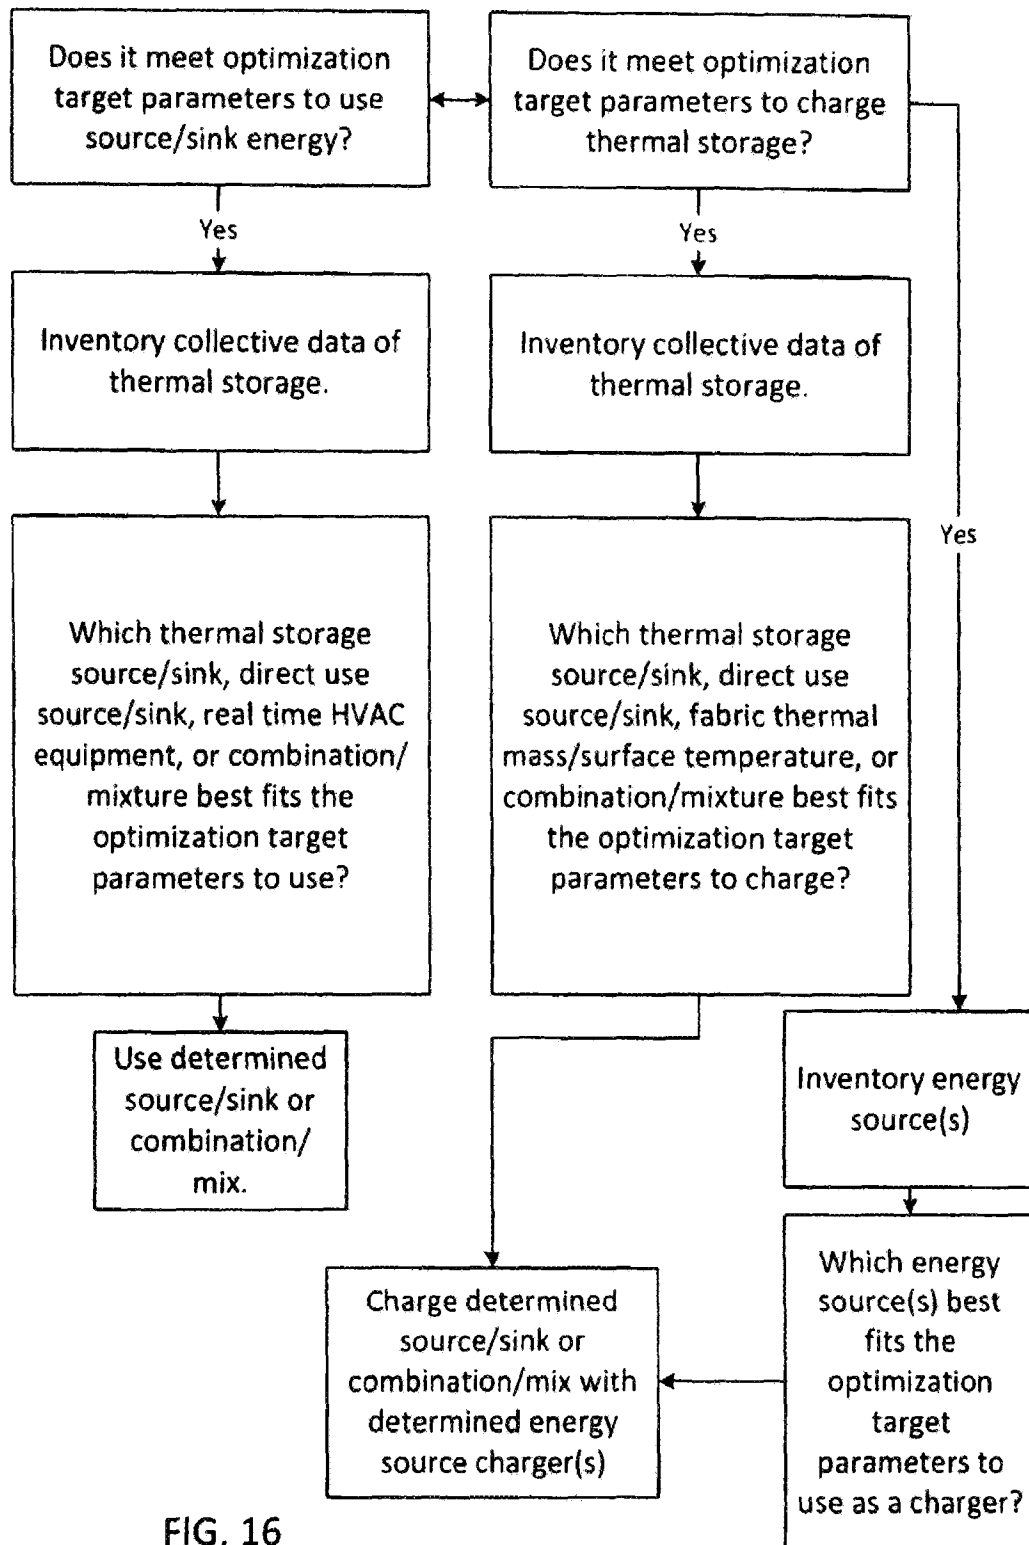 Does it meet optimization
target parameters to use
source/sink energy?
Does it meet optimization
target parameters to charge
thermal storage?
Yes
Yes
Inventory collective data of
thermal storage.
Inventory collective data of
thermal storage.
Yes
Which thermal storage
source/sink, direct use
source/sink, real time HVAC
equipment, or combination/
mixture best fits the
optimization target
parameters to use?
Which thermal storage
source/sink, direct use
source/sink, fabric thermal
mass/surface temperature, or
combination/mixture best fits
the optimization target
parameters to charge?
Use determined
source/sink or
combination/
mix.
Inventory energy
source(s)
Charge determined
source/sink or
combination/mix with
determined energy
source charger(s)
Which energy
source(s) best
fits the
optimization
target
parameters to
use as a charger?
FIG. 16